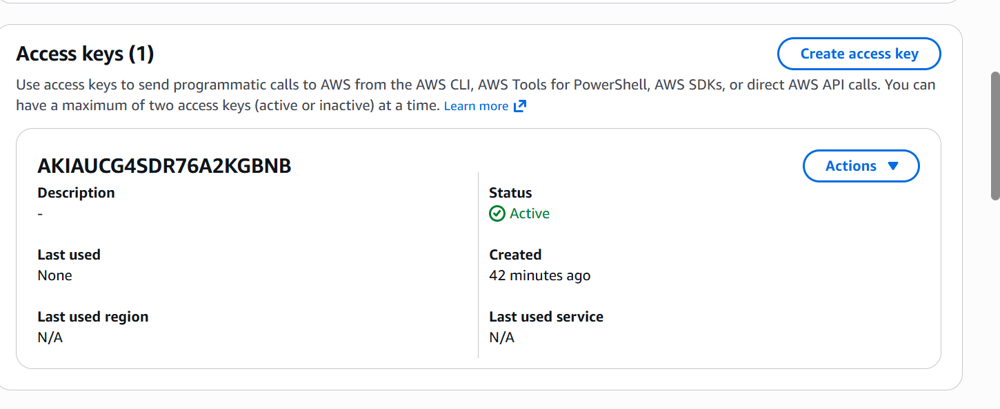 Access keys (1)
Create access key
Use access keys to send programmatic calls to AWS from the AWS CLI, AWS Tools for PowerShell, AWS SDKs, or direct AWS API calls. You can
have a maximum of two access keys (active or inactive) at a time. Learn more
AKIAUCG4SDR76A2KGBNB
Actions
Description
-
Status
Active
Last used
None
Created
42 minutes ago
Last used region
N/A
Last used service
N/A